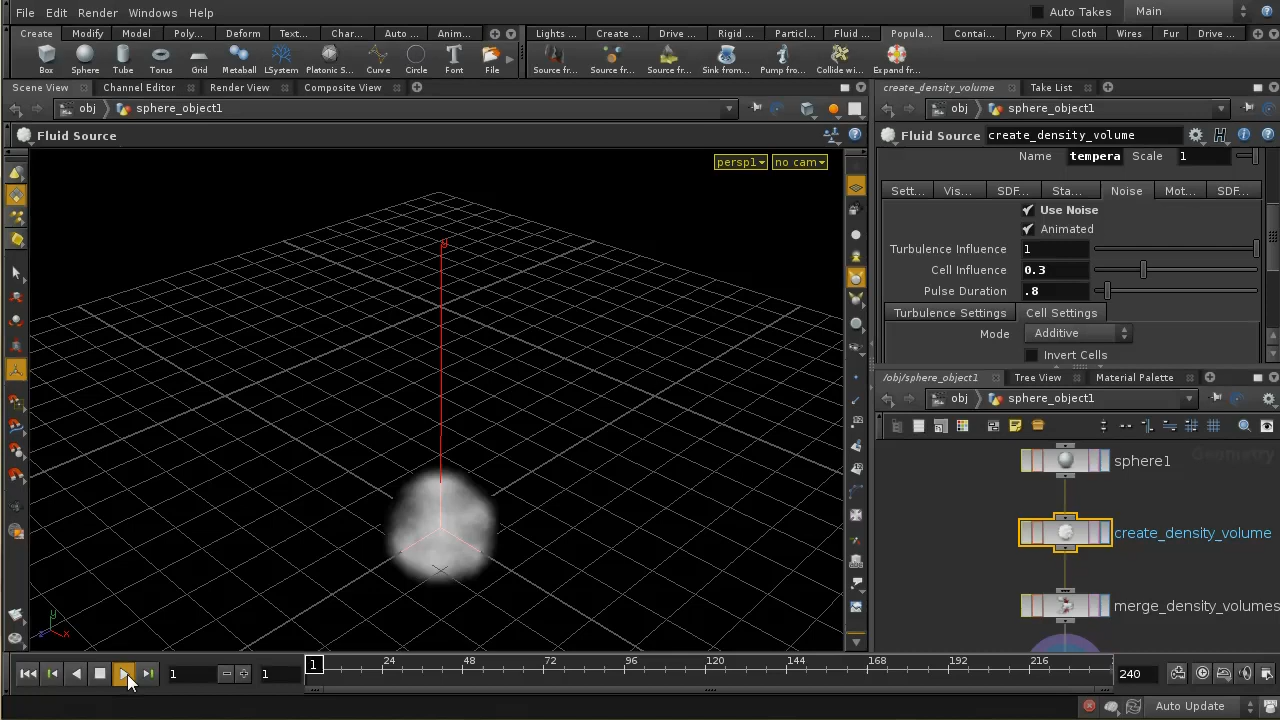 File Edit Render Windows Help Auto Takes Main
Create Modify Model Poly... Deform Text... Char... Auto ... Anim... Lights ... Create ... Drive ... Rigid ... Particl... Fluid ... Popula... Contai... Pyro FX Cloth Wires Fur Drive ...
Box Sphere Tube Torus Grid Metaball LSystem Platonic S... Curve Circle Font File Source fr... Source fr... Source fr... Sink from... Pump fro... Collide wi... Expand fr...
Scene View Channel Editor Render View Composite View create_density_volume Take List
obj sphere_object1 obj sphere_object1
Fluid Source Fluid Source create_density_volume
persp1 no cam
Name tempera Scale 1
Sett... Vis... SDF... Sta... Noise Mot... SDF...
Use Noise
Animated
Turbulence Influence 1
Cell Influence 0.3
Pulse Duration .8
Turbulence Settings Cell Settings
Mode Additive
Invert Cells
/obj/sphere_object1 Tree View Material Palette
obj sphere_object1
Geometry
sphere1
create_density_volume
merge_density_volumes
y
y
z x
1 1 1 24 48 72 96 120 144 168 192 216 240
Auto Update